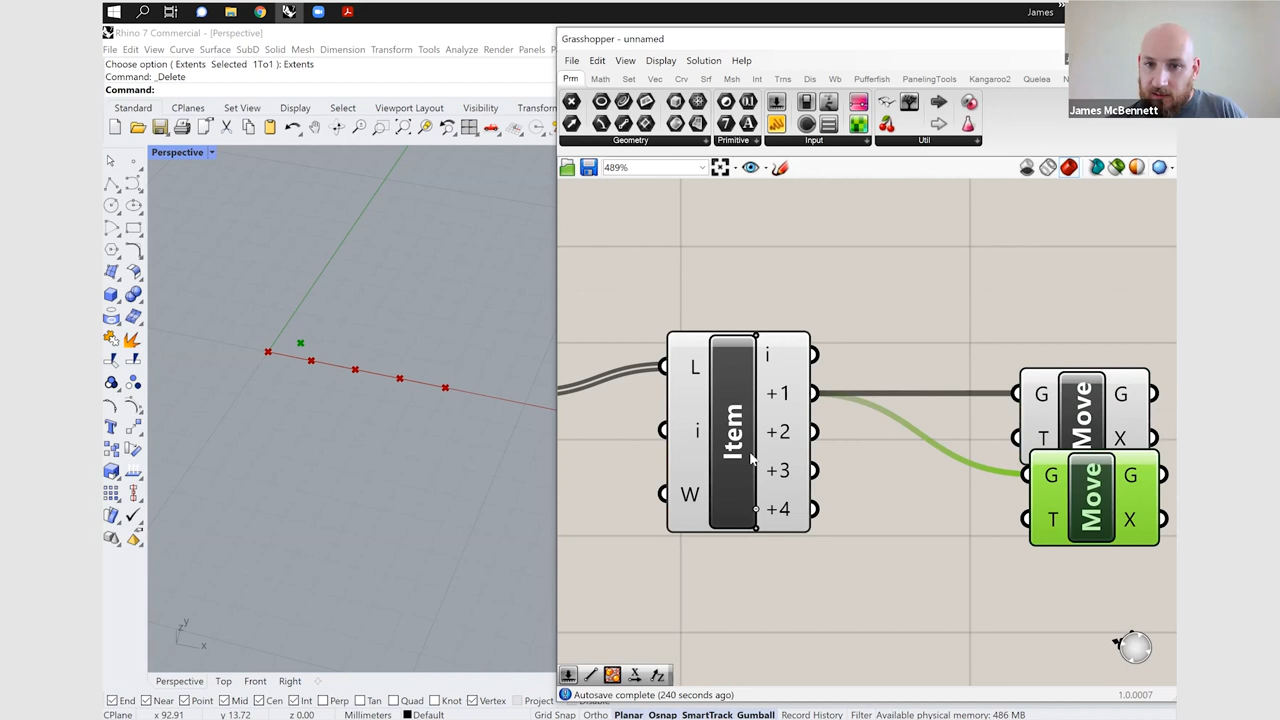 James
Rhino 7 Commercial - [Perspective]
File Edit View Curve Surface SubD Solid Mesh Dimension Transform Tools Analyze Render Panels
Choose option ( Extents Selected 1To1 ): Extents
Command: _Delete
Command:
Standard CPlanes Set View Display Select Viewport Layout Visibility Transform
Perspective
Grasshopper - unnamed
File Edit View Display Solution Help
Prm Math Set Vec Crv Srf Msh Int Trns Dis Wb Pufferfish PanelingTools Kangaroo2 Quelea
Geometry Primitive Input Util
489%
James McBennett
L
i
W
Item
i
+1
+2
+3
+4
G
T
Move
G
X
G
T
Move
G
X
z y
x
Perspective Top Front Right
Autosave complete (240 seconds ago)
1.0.0007
End Near Point Mid Cen Int Perp Tan Quad Knot Vertex Project
CPlane x 92.91 y 13.72 z 0.00 Millimeters Default Grid Snap Ortho Planar Osnap SmartTrack Gumball Record History Filter Available physical memory: 486 MB